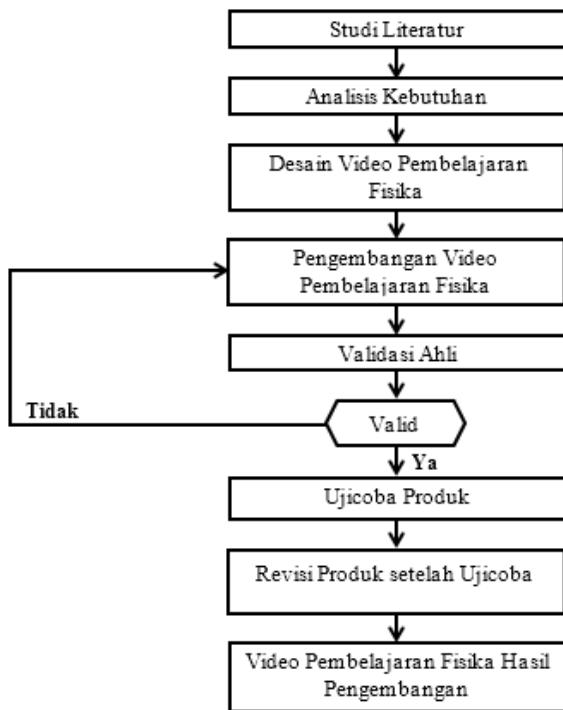 Studi Literatur
Analisis Kebutuhan
Desain Video Pembelajaran
Fisika
Pengembangan Video
Pembelajaran Fisika
Validasi Ahli
Tidak
Valid
Ya
Ujicoba Produk
Revisi Produk setelah Ujicoba
Video Pembelajaran Fisika Hasil
Pengembangan